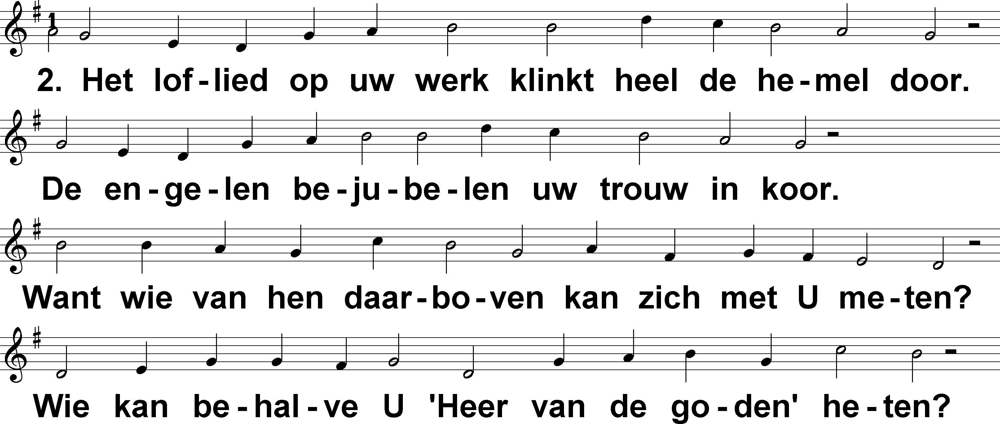 1
2. Het lof-lied op uw werk klinkt heel de he-mel door.
De en-ge-len be-ju-be-len uw trouw in koor.
Want wie van hen daar-bo-ven kan zich met U me-ten?
Wie kan be-hal-ve U 'Heer van de go-den' he-ten?